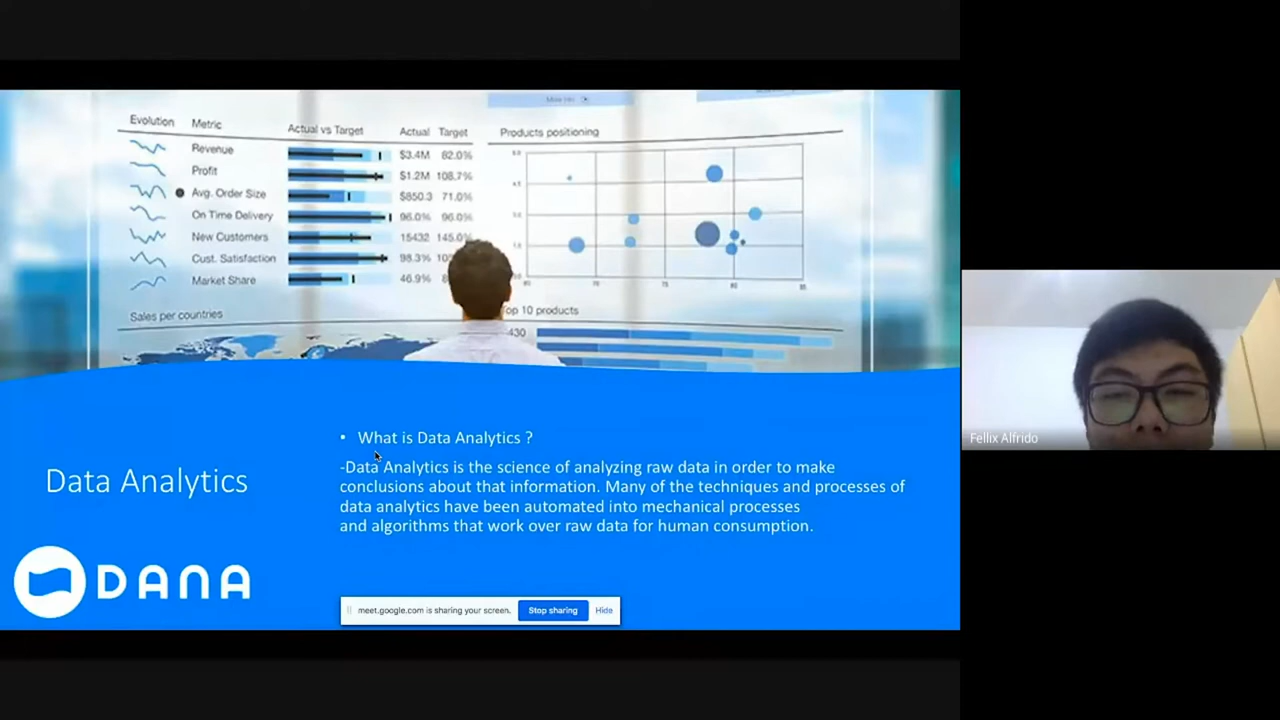 Evolution Metric Actual vs Target Actual Target
Revenue $3.4M 82.0%
Profit $1.2M 108.7%
Avg. Order Size $850.3 71.0%
On Time Delivery 96.0% 96.0%
New Customers 15432 145.0%
Cust. Satisfaction 98.3%
Market Share 46.9%
Sales per countries
Products positioning
Top 10 products
430
Data Analytics
• What is Data Analytics ?
-Data Analytics is the science of analyzing raw data in order to make
conclusions about that information. Many of the techniques and processes of
data analytics have been automated into mechanical processes
and algorithms that work over raw data for human consumption.
DANA
meet.google.com is sharing your screen. Stop sharing Hide
Fellix Alfrido